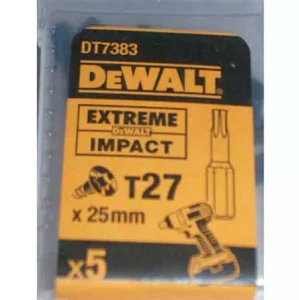 DT7383
DEWALT
EXTREME
DEWALT
IMPACT
T27
x 25mm
x5